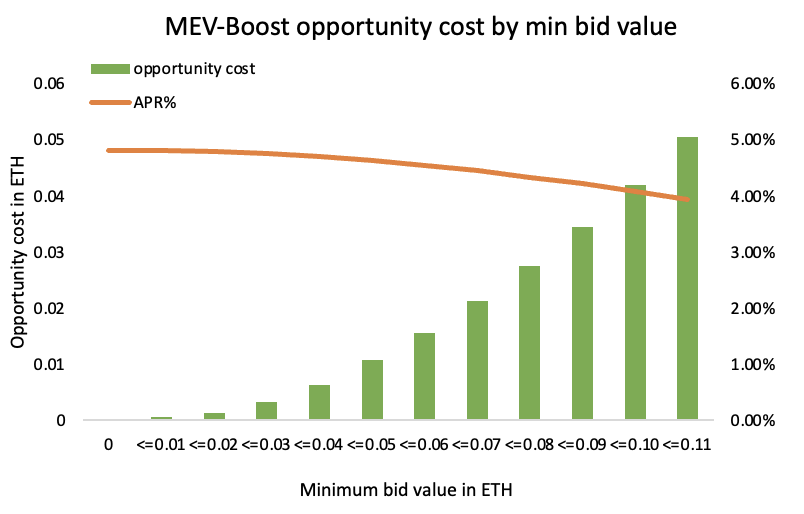 MEV-Boost opportunity cost by min bid value
opportunity cost
APR%
0.06
0.05
0.04
0.03
0.02
0.01
0
Opportunity cost in ETH
6.00%
5.00%
4.00%
3.00%
2.00%
1.00%
0.00%
0 <=0.01 <=0.02 <=0.03 <=0.04 <=0.05 <=0.06 <=0.07 <=0.08 <=0.09 <=0.10 <=0.11
Minimum bid value in ETH